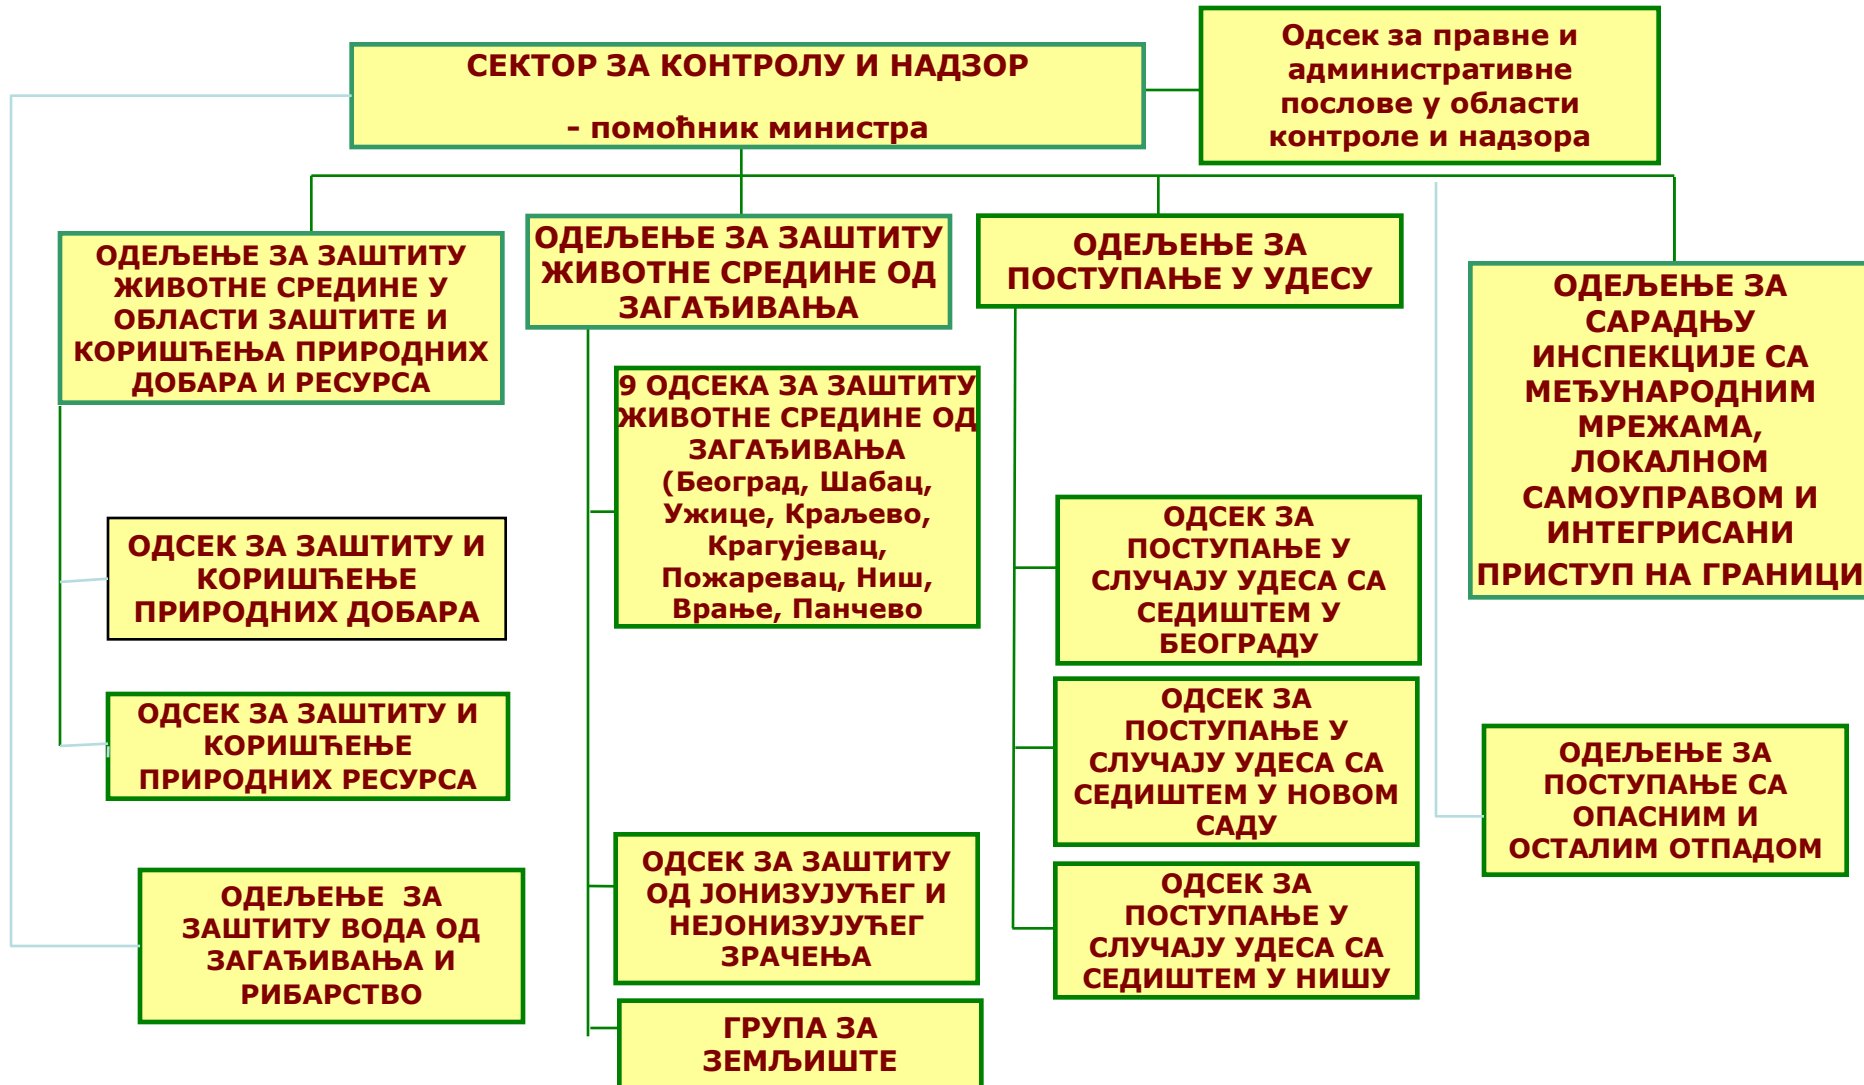 СЕКТОР ЗА КОНТРОЛУ И НАДЗОР
- помоћник министра
Одсек за правне и
административне
послове у области
контроле и надзора
ОДЕЉЕЊЕ ЗА ЗАШТИТУ
ЖИВОТНЕ СРЕДИНЕ У
ОБЛАСТИ ЗАШТИТЕ И
КОРИШЋЕЊА ПРИРОДНИХ
ДОБАРА И РЕСУРСА
ОДЕЉЕЊЕ ЗА ЗАШТИТУ
ЖИВОТНЕ СРЕДИНЕ ОД
ЗАГАЂИВАЊА
ОДЕЉЕЊЕ ЗА
ПОСТУПАЊЕ У УДЕСУ
ОДЕЉЕЊЕ ЗА
САРАДЊУ
ИНСПЕКЦИЈЕ СА
МЕЂУНАРОДНИМ
МРЕЖАМА,
ЛОКАЛНОМ
САМОУПРАВОМ И
ИНТЕГРИСАНИ
ПРИСТУП НА ГРАНИЦИ
ОДСЕК ЗА ЗАШТИТУ И
КОРИШЋЕЊЕ
ПРИРОДНИХ ДОБАРА
ОДСЕК ЗА ЗАШТИТУ И
КОРИШЋЕЊЕ
ПРИРОДНИХ РЕСУРСА
ОДЕЉЕЊЕ ЗА
ЗАШТИТУ ВОДА ОД
ЗАГАЂИВАЊА И
РИБАРСТВО
9 ОДСЕКА ЗА ЗАШТИТУ
ЖИВОТНЕ СРЕДИНЕ ОД
ЗАГАЂИВАЊА
(Београд, Шабац,
Ужице, Краљево,
Крагујевац,
Пожаревац, Ниш,
Врање, Панчево
ОДСЕК ЗА ЗАШТИТУ
ОД ЈОНИЗУЈУЋЕГ И
НЕЈОНИЗУЈУЋЕГ
ЗРАЧЕЊА
ГРУПА ЗА
ЗЕМЉИШТЕ
ОДСЕК ЗА
ПОСТУПАЊЕ У
СЛУЧАЈУ УДЕСА СА
СЕДИШТЕМ У
БЕОГРАДУ
ОДСЕК ЗА
ПОСТУПАЊЕ У
СЛУЧАЈУ УДЕСА СА
СЕДИШТЕМ У НОВОМ
САДУ
ОДСЕК ЗА
ПОСТУПАЊЕ У
СЛУЧАЈУ УДЕСА СА
СЕДИШТЕМ У НИШУ
ОДЕЉЕЊЕ ЗА
ПОСТУПАЊЕ СА
ОПАСНИМ И
ОСТАЛИМ ОТПАДОМ